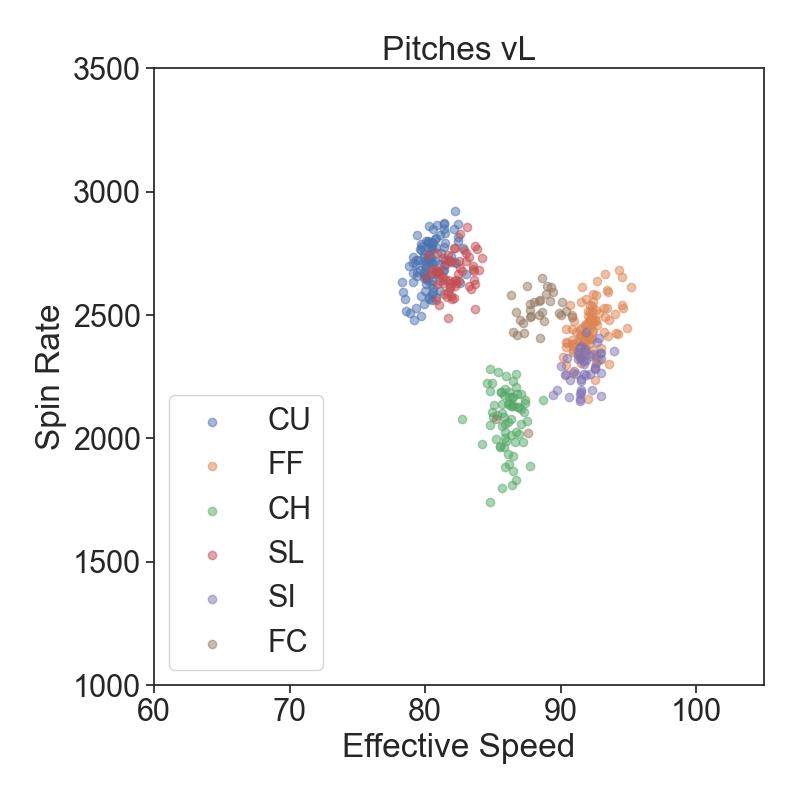 Pitches vL
3500
3000
2500
2000
1500
1000
Spin Rate
CU
FF
CH
SL
SI
FC
60 70 80 90 100
Effective Speed